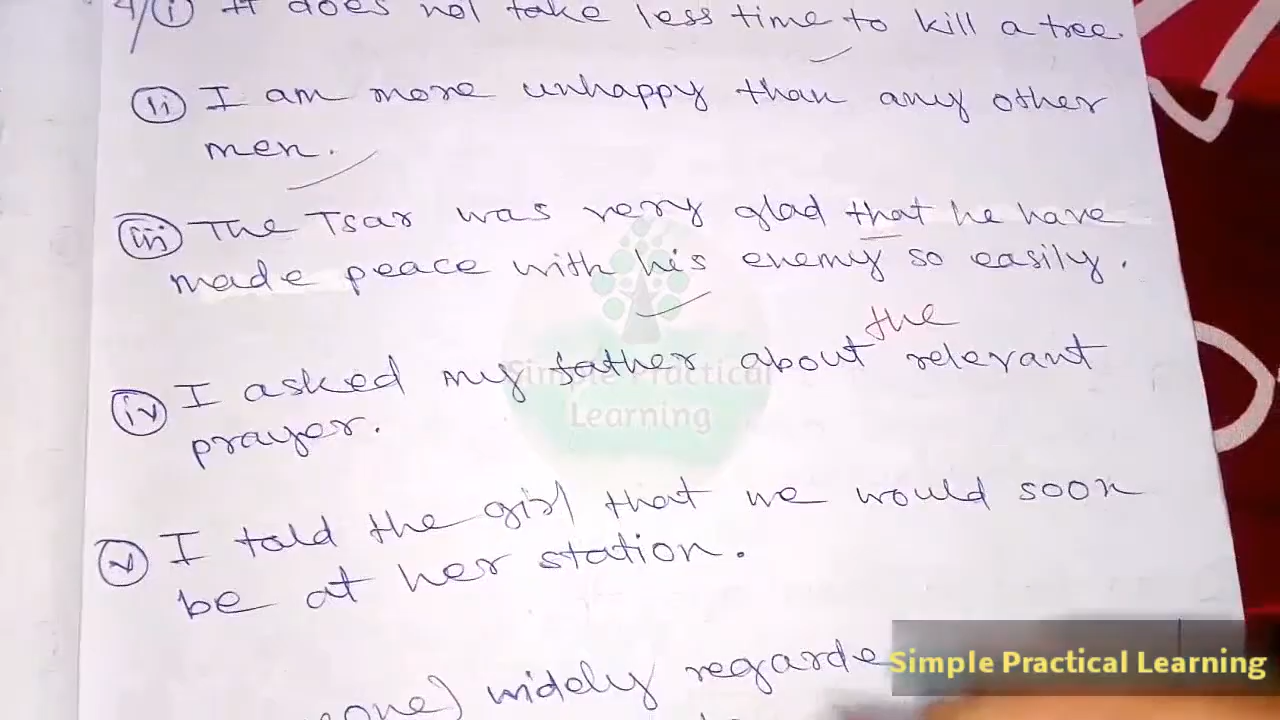 4/ (i) It does not take less time to kill a tree.
(ii) I am more unhappy than any other
men.
(iii) The Tsar was very glad that he have
made peace with his enemy so easily.
the
(iv) I asked my father about relevant
prayer.
(v) I told the girl that we would soon
be at her station.
widely
Simple Practical Learning
Simple Practical
Learning